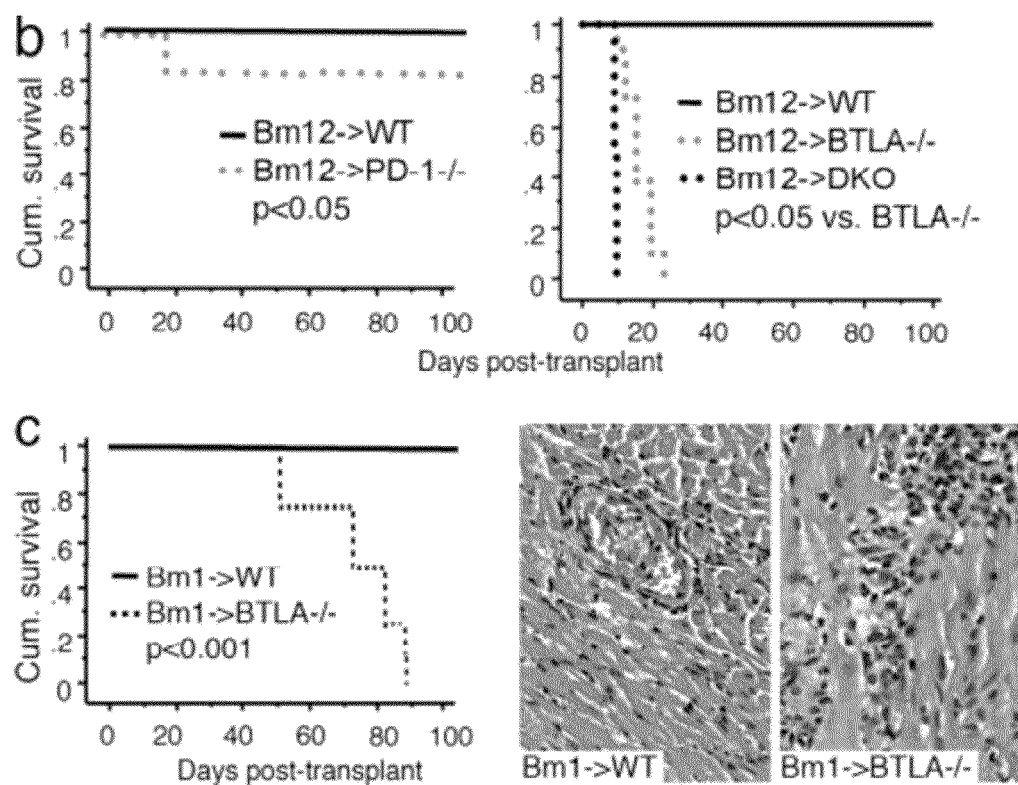 b
Cum. survival
1
.8
.6
.4
.2
0
Bm12->WT
Bm12->PD-1-/-
p<0.05
0 20 40 60 80 100
1
.8
.6
.4
.2
0
Bm12->WT
Bm12->BTLA-/-
Bm12->DKO
p<0.05 vs. BTLA-/-
0 20 40 60 80 100
Days post-transplant
c
Cum. survival
1
.8
.6
.4
.2
0
Bm1->WT
Bm1->BTLA-/-
p<0.001
0 20 40 60 80 100
Days post-transplant
Bm1->WT
Bm1->BTLA-/-